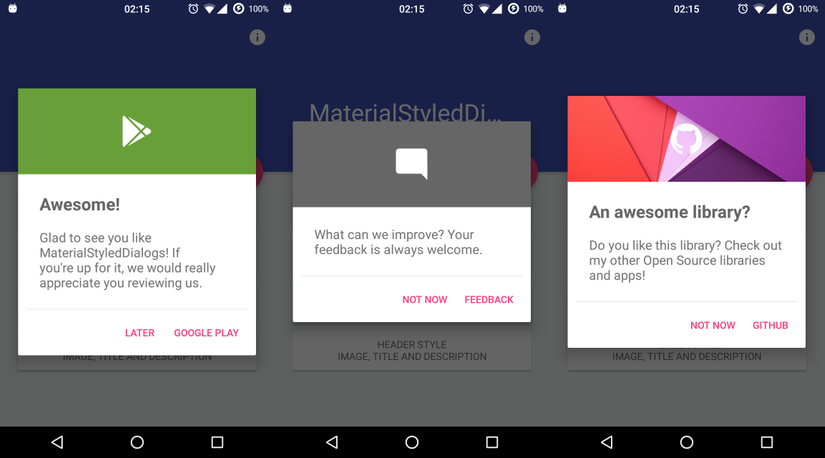 02:15
100%
Awesome!
Glad to see you like
MaterialStyledDialogs! If
you're up for it, we would really
appreciate you reviewing us.
LATER
GOOGLE PLAY
IMAGE, TITLE AND DESCRIPTION
02:15
100%
MaterialStyledDi...
What can we improve? Your
feedback is always welcome.
NOT NOW
FEEDBACK
HEADER STYLE
IMAGE, TITLE AND DESCRIPTION
02:15
100%
An awesome library?
Do you like this library? Check out
my other Open Source libraries
and apps!
NOT NOW
GITHUB
IMAGE, TITLE AND DESCRIPTION